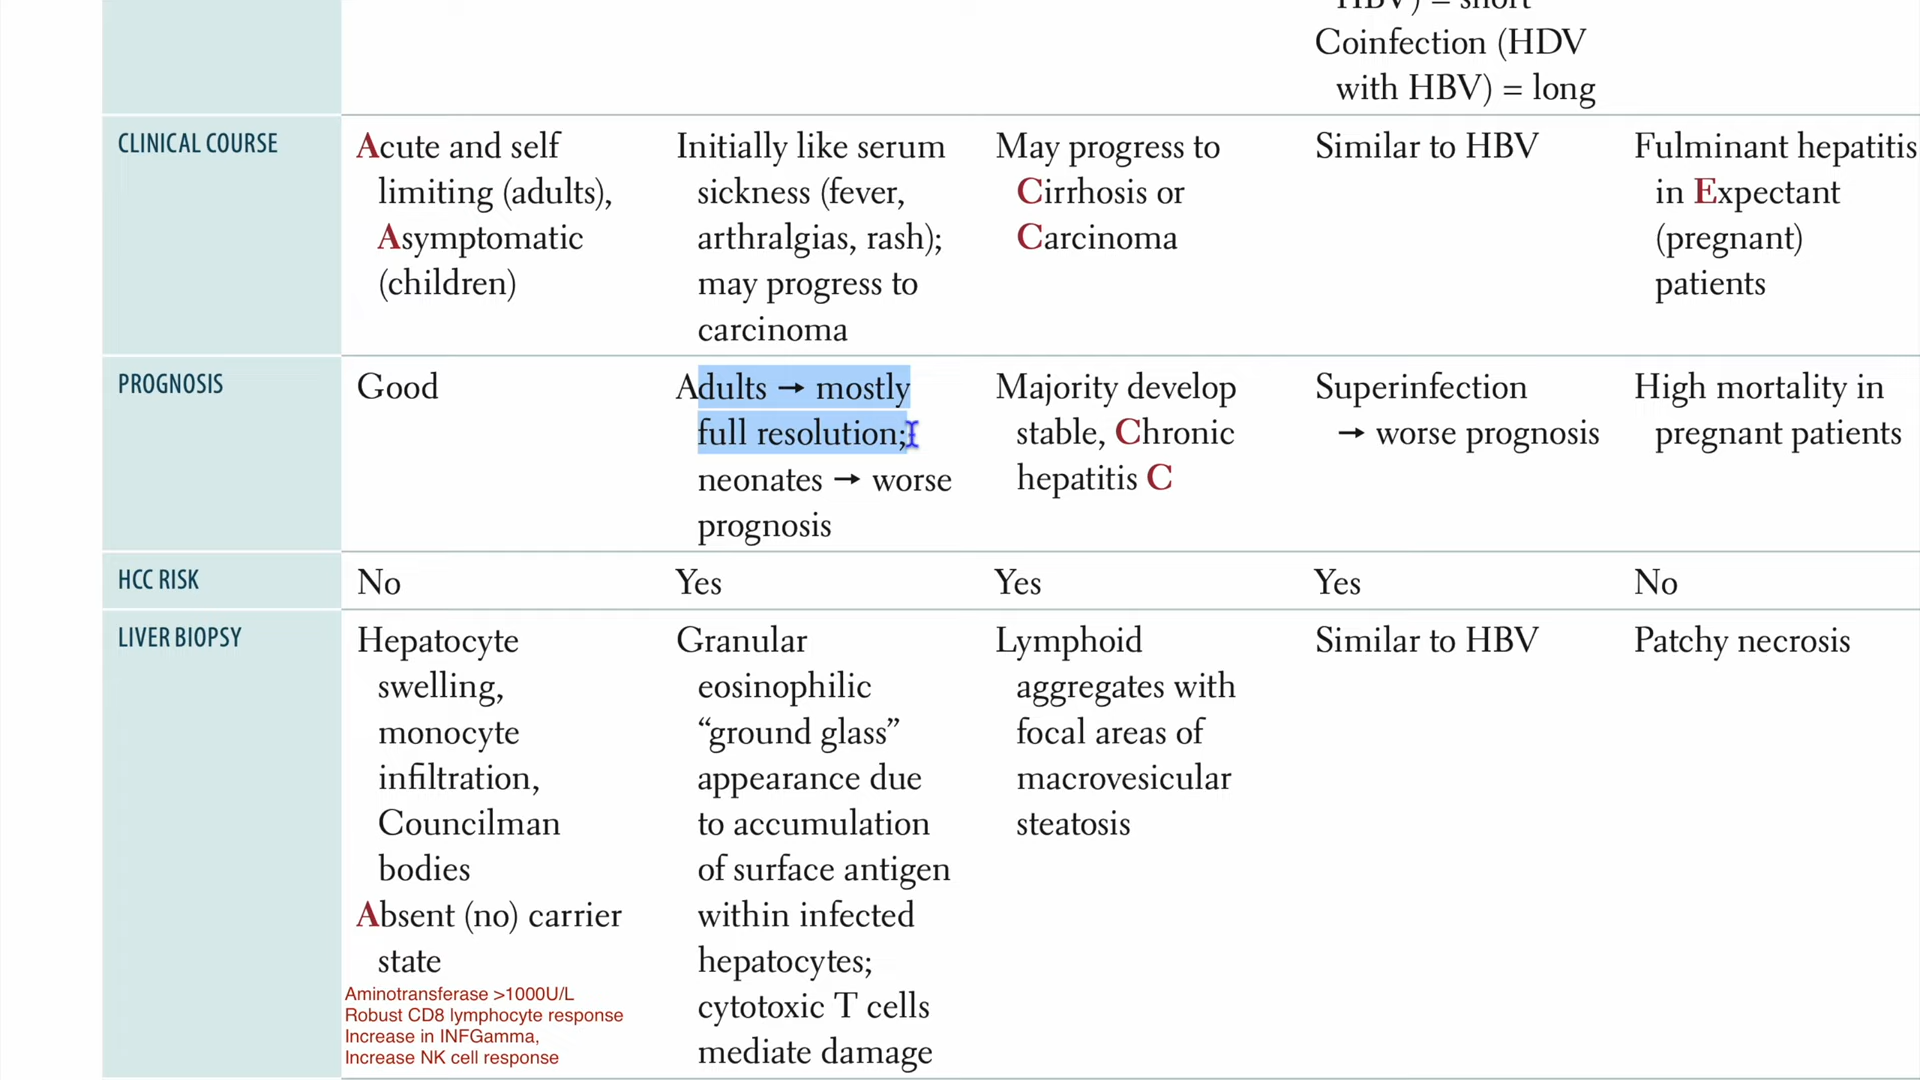 HBV) = short
Coinfection (HDV
with HBV) = long
CLINICAL COURSE
Acute and self
limiting (adults),
Asymptomatic
(children)
Initially like serum
sickness (fever,
arthralgias, rash);
may progress to
carcinoma
May progress to
Cirrhosis or
Carcinoma
Similar to HBV
Fulminant hepatitis
in Expectant
(pregnant)
patients
PROGNOSIS
Good
Adults → mostly
full resolution;
neonates → worse
prognosis
Majority develop
stable, Chronic
hepatitis C
Superinfection
→ worse prognosis
High mortality in
pregnant patients
HCC RISK
No
Yes
Yes
Yes
No
LIVER BIOPSY
Hepatocyte
swelling,
monocyte
infiltration,
Councilman
bodies
Absent (no) carrier
state
Aminotransferase >1000U/L
Robust CD8 lymphocyte response
Increase in INFGamma,
Increase NK cell response
Granular
eosinophilic
“ground glass”
appearance due
to accumulation
of surface antigen
within infected
hepatocytes;
cytotoxic T cells
mediate damage
Lymphoid
aggregates with
focal areas of
macrovesicular
steatosis
Similar to HBV
Patchy necrosis